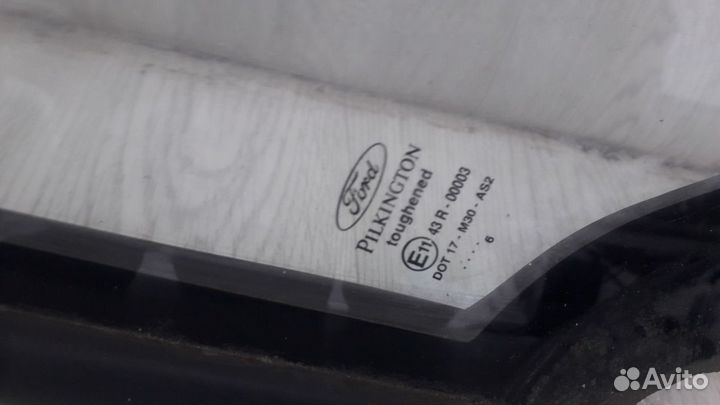 Ford
PILKINGTON
toughened
E11 43 R - 00003
DOT 17 - M30 - AS2
. . . .
6
Avito